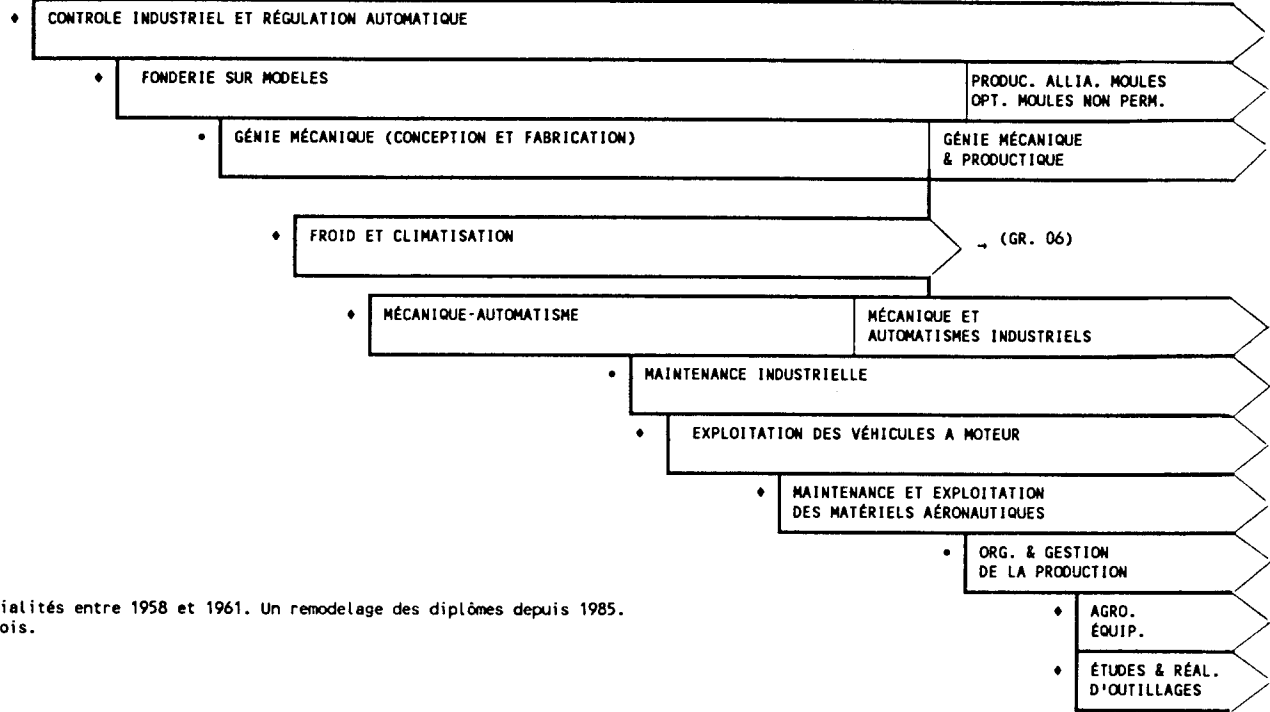 CONTROLE INDUSTRIEL ET RÉGULATION AUTOMATIQUE
FONDERIE SUR MODELES
PRODUC. ALLIA. MOULES
OPT. MOULES NON PERM.
GÉNIE MÉCANIQUE (CONCEPTION ET FABRICATION)
GÉNIE MÉCANIQUE
& PRODUCTIQUE
FROID ET CLIMATISATION
→ (GR. 06)
MÉCANIQUE-AUTOMATISME
MÉCANIQUE ET
AUTOMATISMES INDUSTRIELS
MAINTENANCE INDUSTRIELLE
EXPLOITATION DES VÉHICULES A MOTEUR
MAINTENANCE ET EXPLOITATION
DES MATÉRIELS AÉRONAUTIQUES
ORG. & GESTION
DE LA PRODUCTION
ialités entre 1958 et 1961. Un remodelage des diplômes depuis 1985.
ois.
AGRO.
ÉQUIP.
ÉTUDES & RÉAL.
D'OUTILLAGES